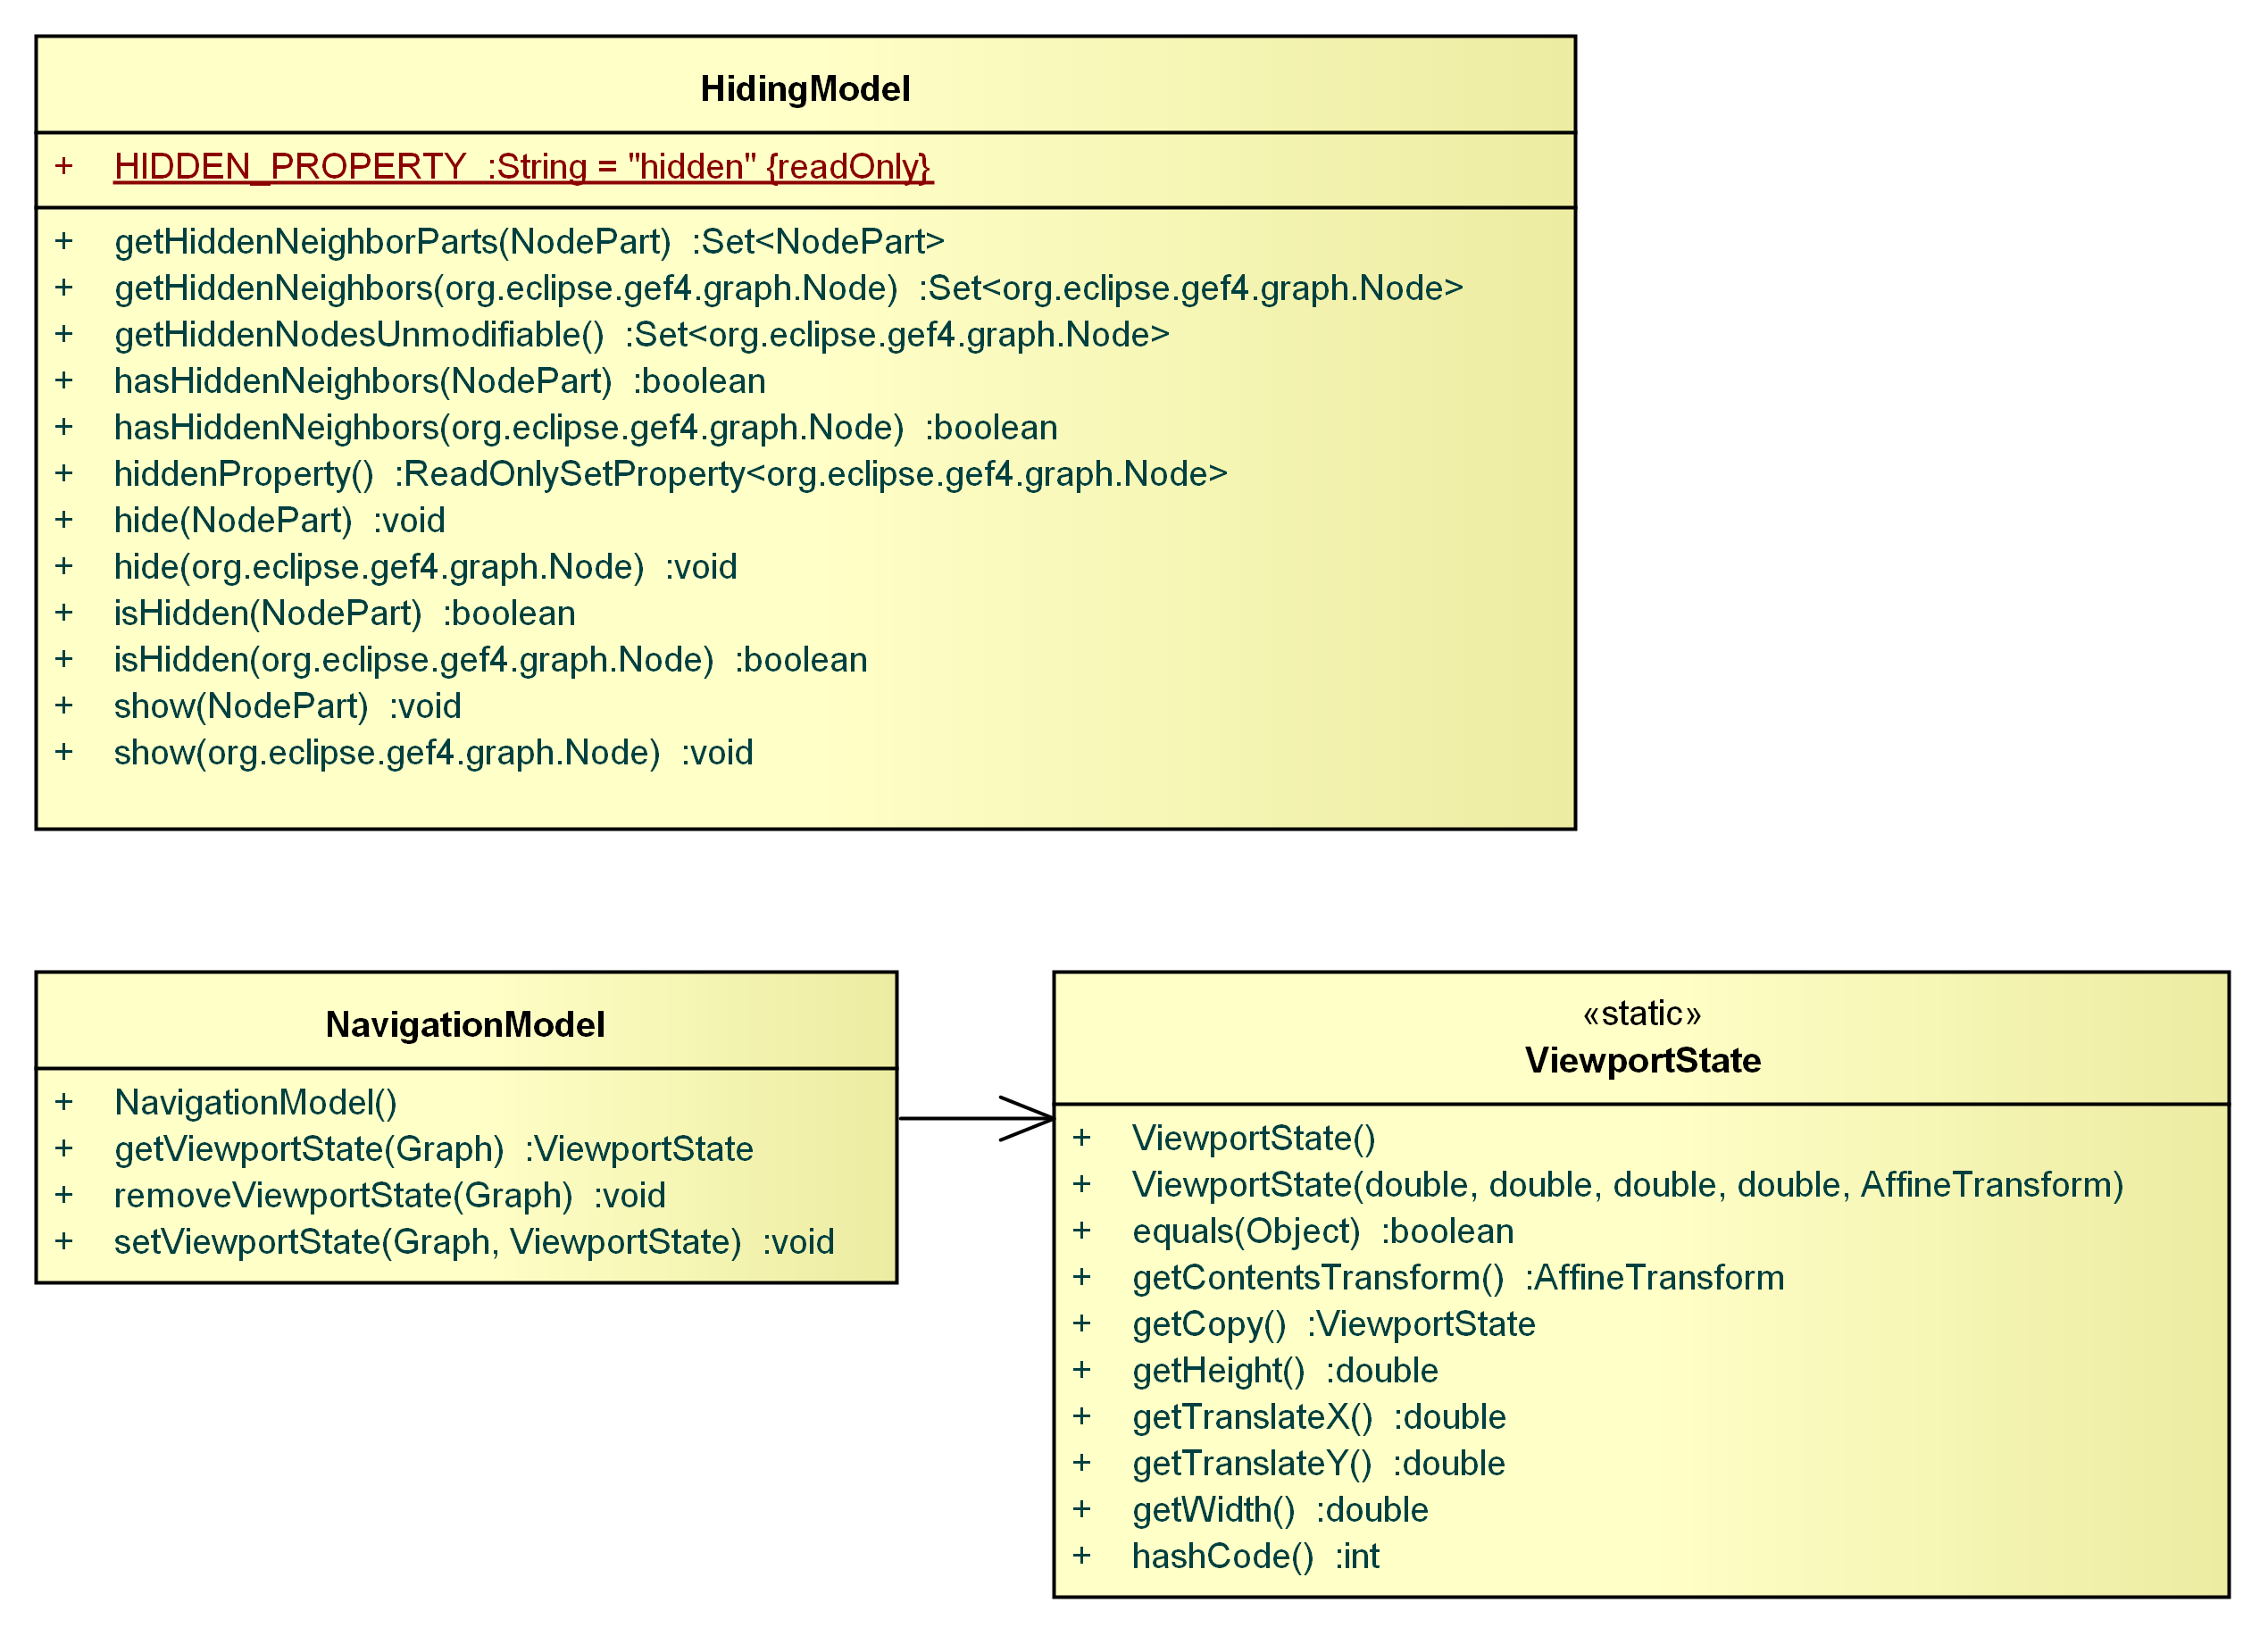 HidingModel
+ HIDDEN_PROPERTY :String = "hidden" {readOnly}
+ getHiddenNeighborParts(NodePart) :Set<NodePart>
+ getHiddenNeighbors(org.eclipse.gef4.graph.Node) :Set<org.eclipse.gef4.graph.Node>
+ getHiddenNodesUnmodifiable() :Set<org.eclipse.gef4.graph.Node>
+ hasHiddenNeighbors(NodePart) :boolean
+ hasHiddenNeighbors(org.eclipse.gef4.graph.Node) :boolean
+ hiddenProperty() :ReadOnlySetProperty<org.eclipse.gef4.graph.Node>
+ hide(NodePart) :void
+ hide(org.eclipse.gef4.graph.Node) :void
+ isHidden(NodePart) :boolean
+ isHidden(org.eclipse.gef4.graph.Node) :boolean
+ show(NodePart) :void
+ show(org.eclipse.gef4.graph.Node) :void
NavigationModel
+ NavigationModel()
+ getViewportState(Graph) :ViewportState
+ removeViewportState(Graph) :void
+ setViewportState(Graph, ViewportState) :void
«static»
ViewportState
+ ViewportState()
+ ViewportState(double, double, double, double, AffineTransform)
+ equals(Object) :boolean
+ getContentsTransform() :AffineTransform
+ getCopy() :ViewportState
+ getHeight() :double
+ getTranslateX() :double
+ getTranslateY() :double
+ getWidth() :double
+ hashCode() :int